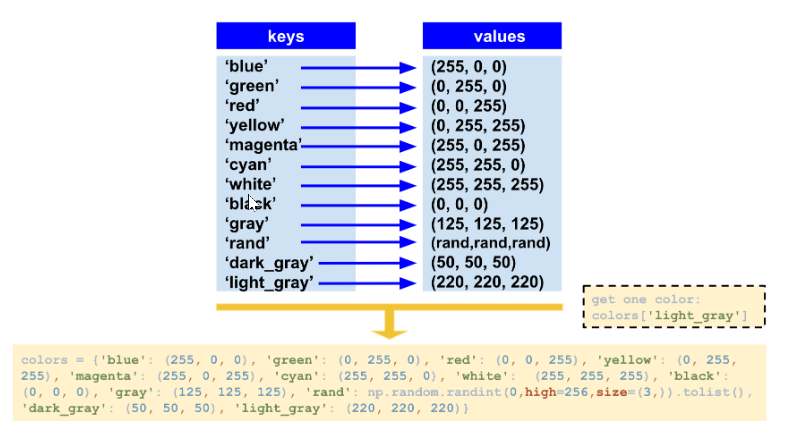 keys values
‘blue’ (255, 0, 0)
‘green’ (0, 255, 0)
‘red’ (0, 0, 255)
‘yellow’ (0, 255, 255)
‘magenta’ (255, 0, 255)
‘cyan’ (255, 255, 0)
‘white’ (255, 255, 255)
‘black’ (0, 0, 0)
‘gray’ (125, 125, 125)
‘rand’ (rand,rand,rand)
‘dark_gray’ (50, 50, 50)
‘light_gray’ (220, 220, 220)
get one color:
colors['light_gray']
colors = {'blue': (255, 0, 0), 'green': (0, 255, 0), 'red': (0, 0, 255), 'yellow': (0, 255,
255), 'magenta': (255, 0, 255), 'cyan': (255, 255, 0), 'white': (255, 255, 255), 'black':
(0, 0, 0), 'gray': (125, 125, 125), 'rand': np.random.randint(0,high=256,size=(3,)).tolist(),
'dark_gray': (50, 50, 50), 'light_gray': (220, 220, 220)}